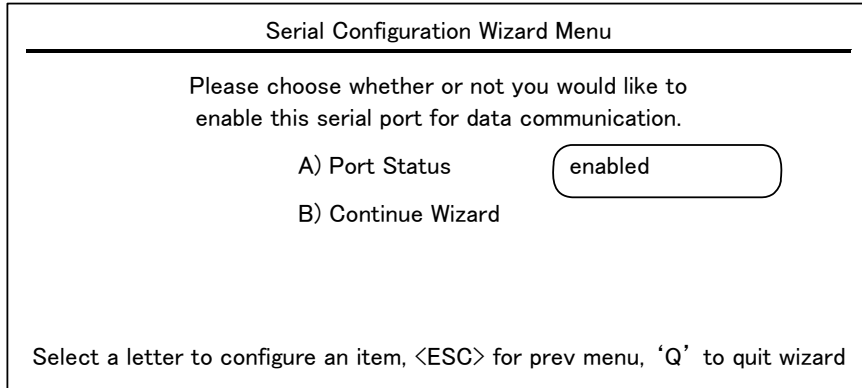 Serial Configuration Wizard Menu
Please choose whether or not you would like to
enable this serial port for data communication.
A) Port Status enabled
B) Continue Wizard
Select a letter to configure an item, <ESC> for prev menu, ‘Q’ to quit wizard